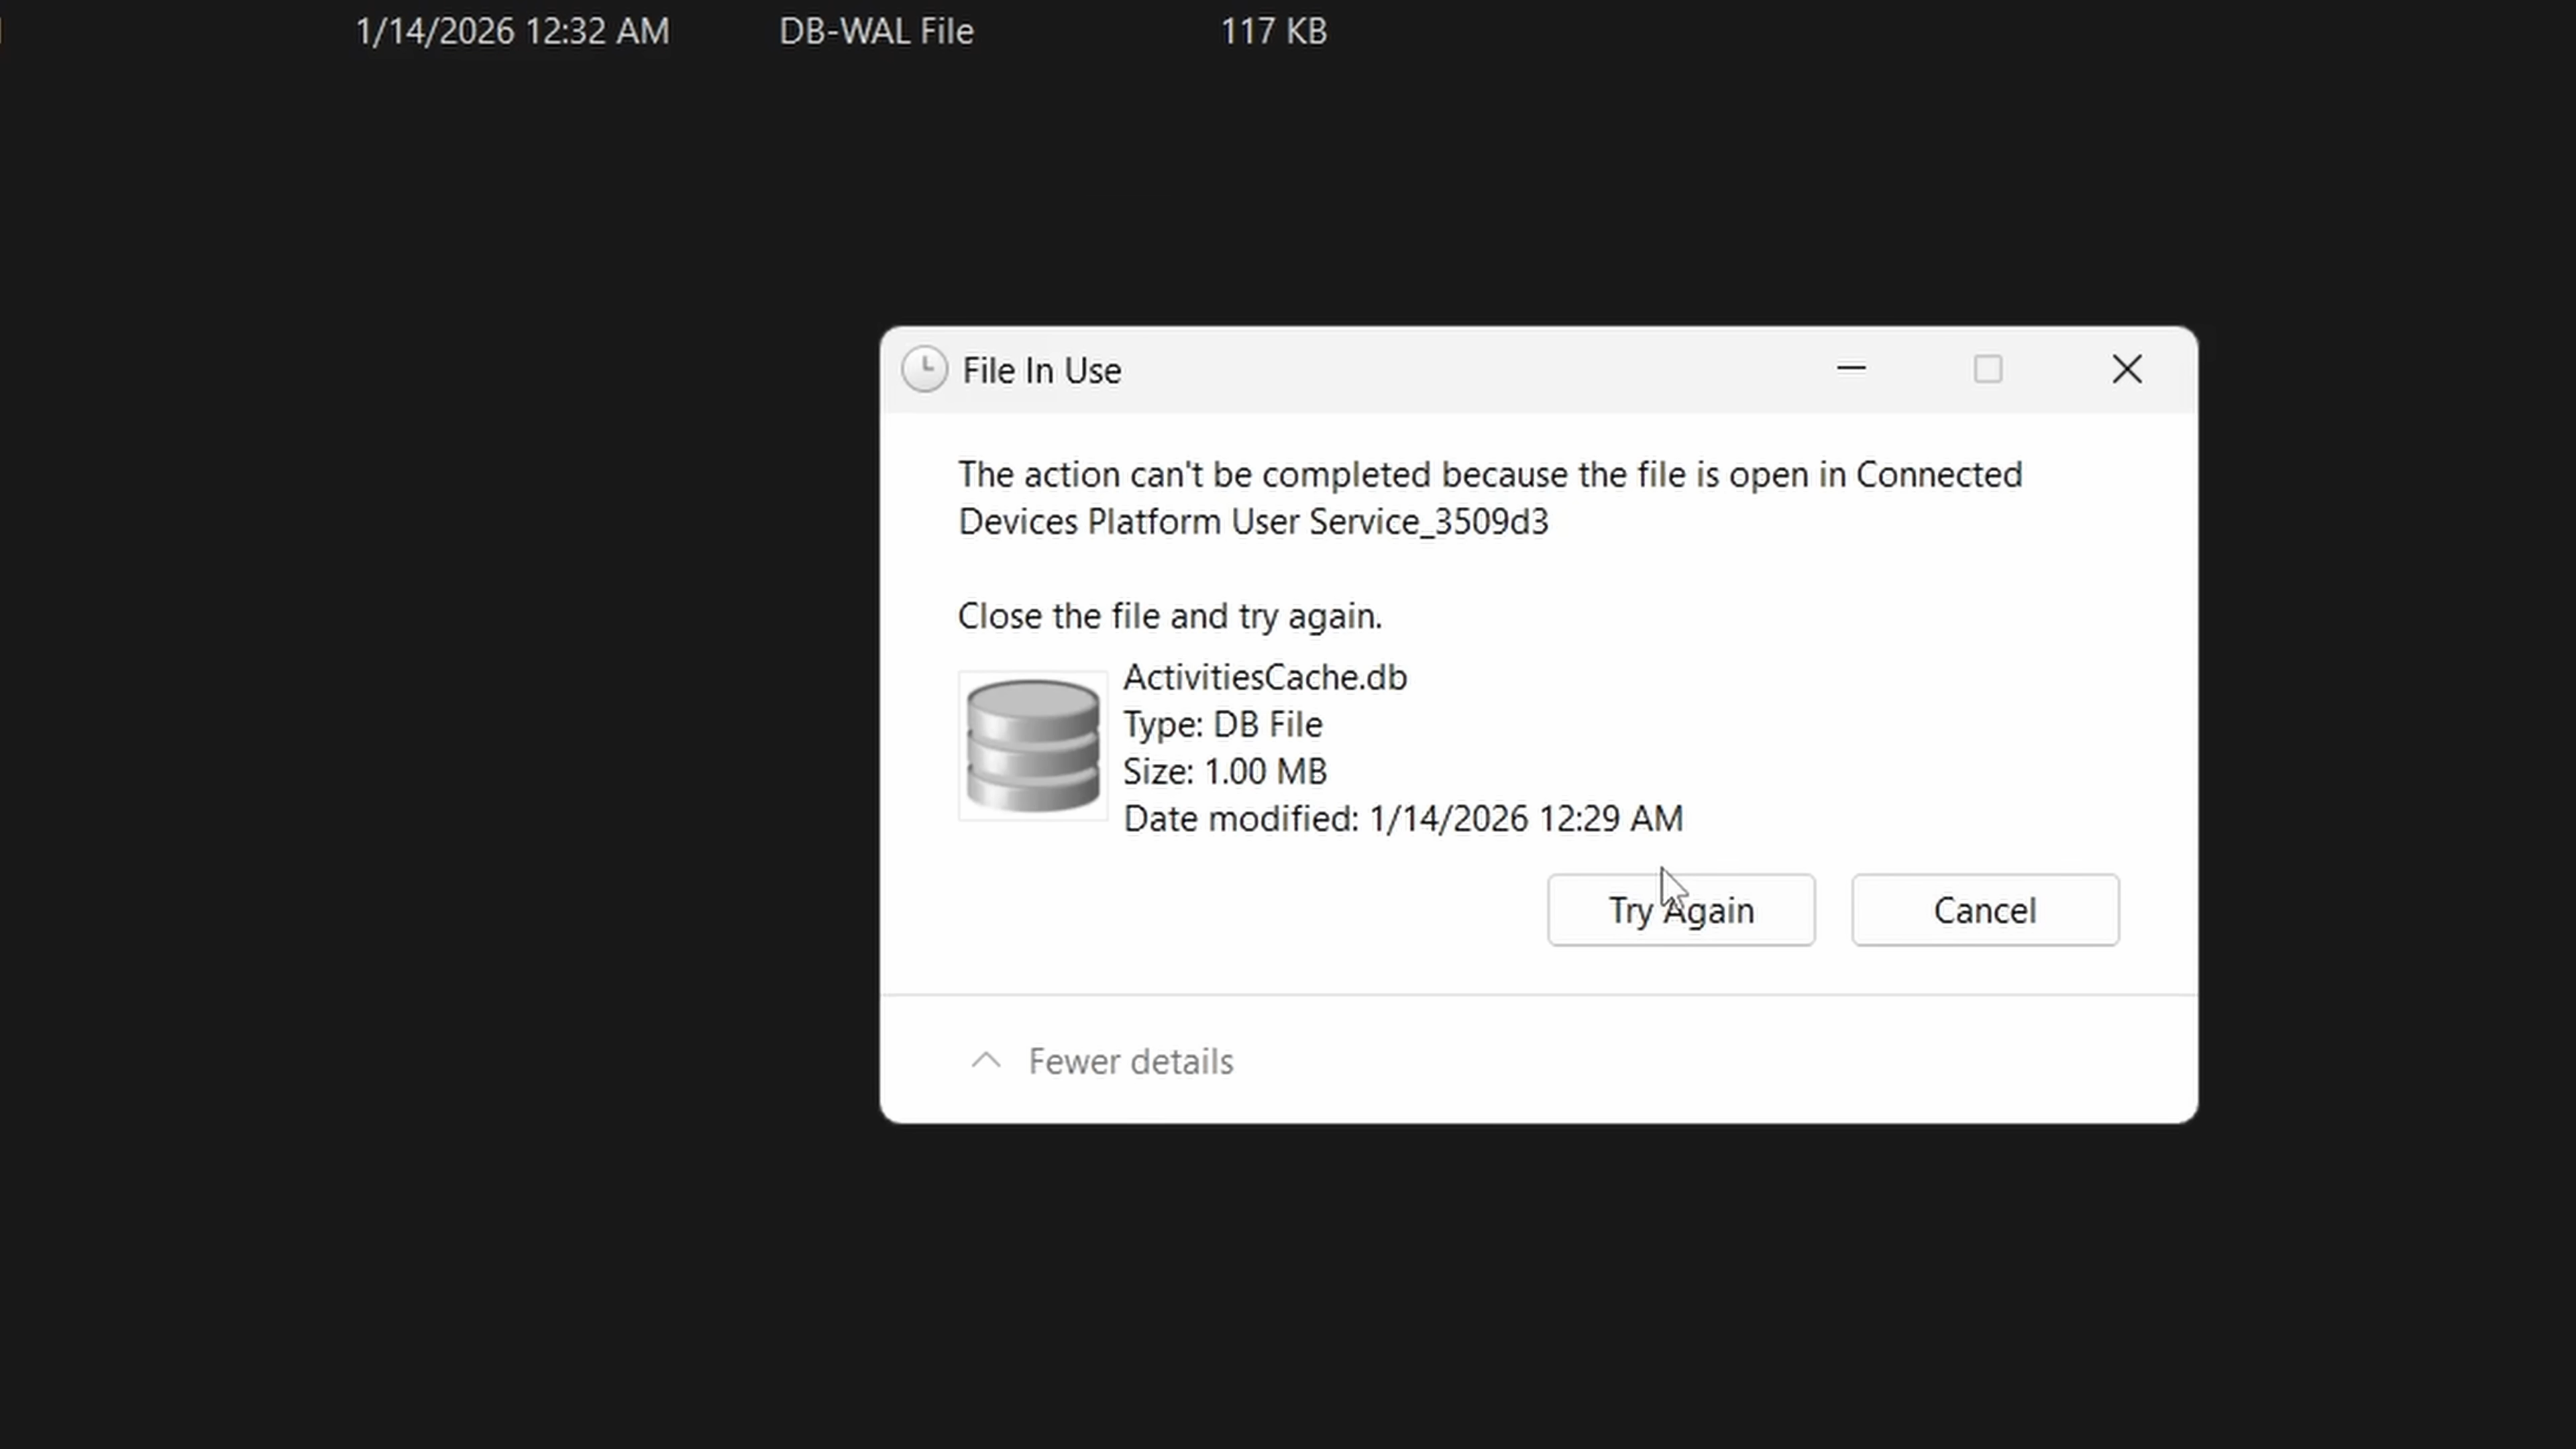 1/14/2026 12:32 AM DB-WAL File 117 KB
File In Use
The action can't be completed because the file is open in Connected
Devices Platform User Service_3509d3
Close the file and try again.
ActivitiesCache.db
Type: DB File
Size: 1.00 MB
Date modified: 1/14/2026 12:29 AM
Try Again Cancel
Fewer details